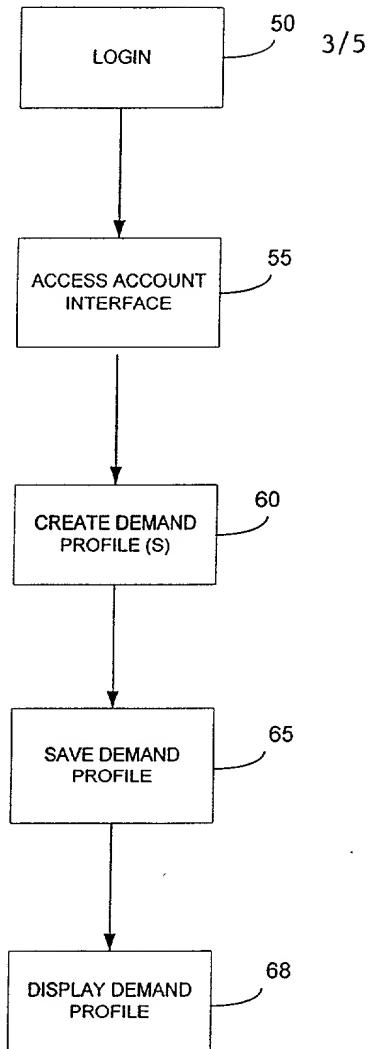 50
3/5
LOGIN
55
ACCESS ACCOUNT
INTERFACE
60
CREATE DEMAND
PROFILE (S)
65
SAVE DEMAND
PROFILE
68
DISPLAY DEMAND
PROFILE